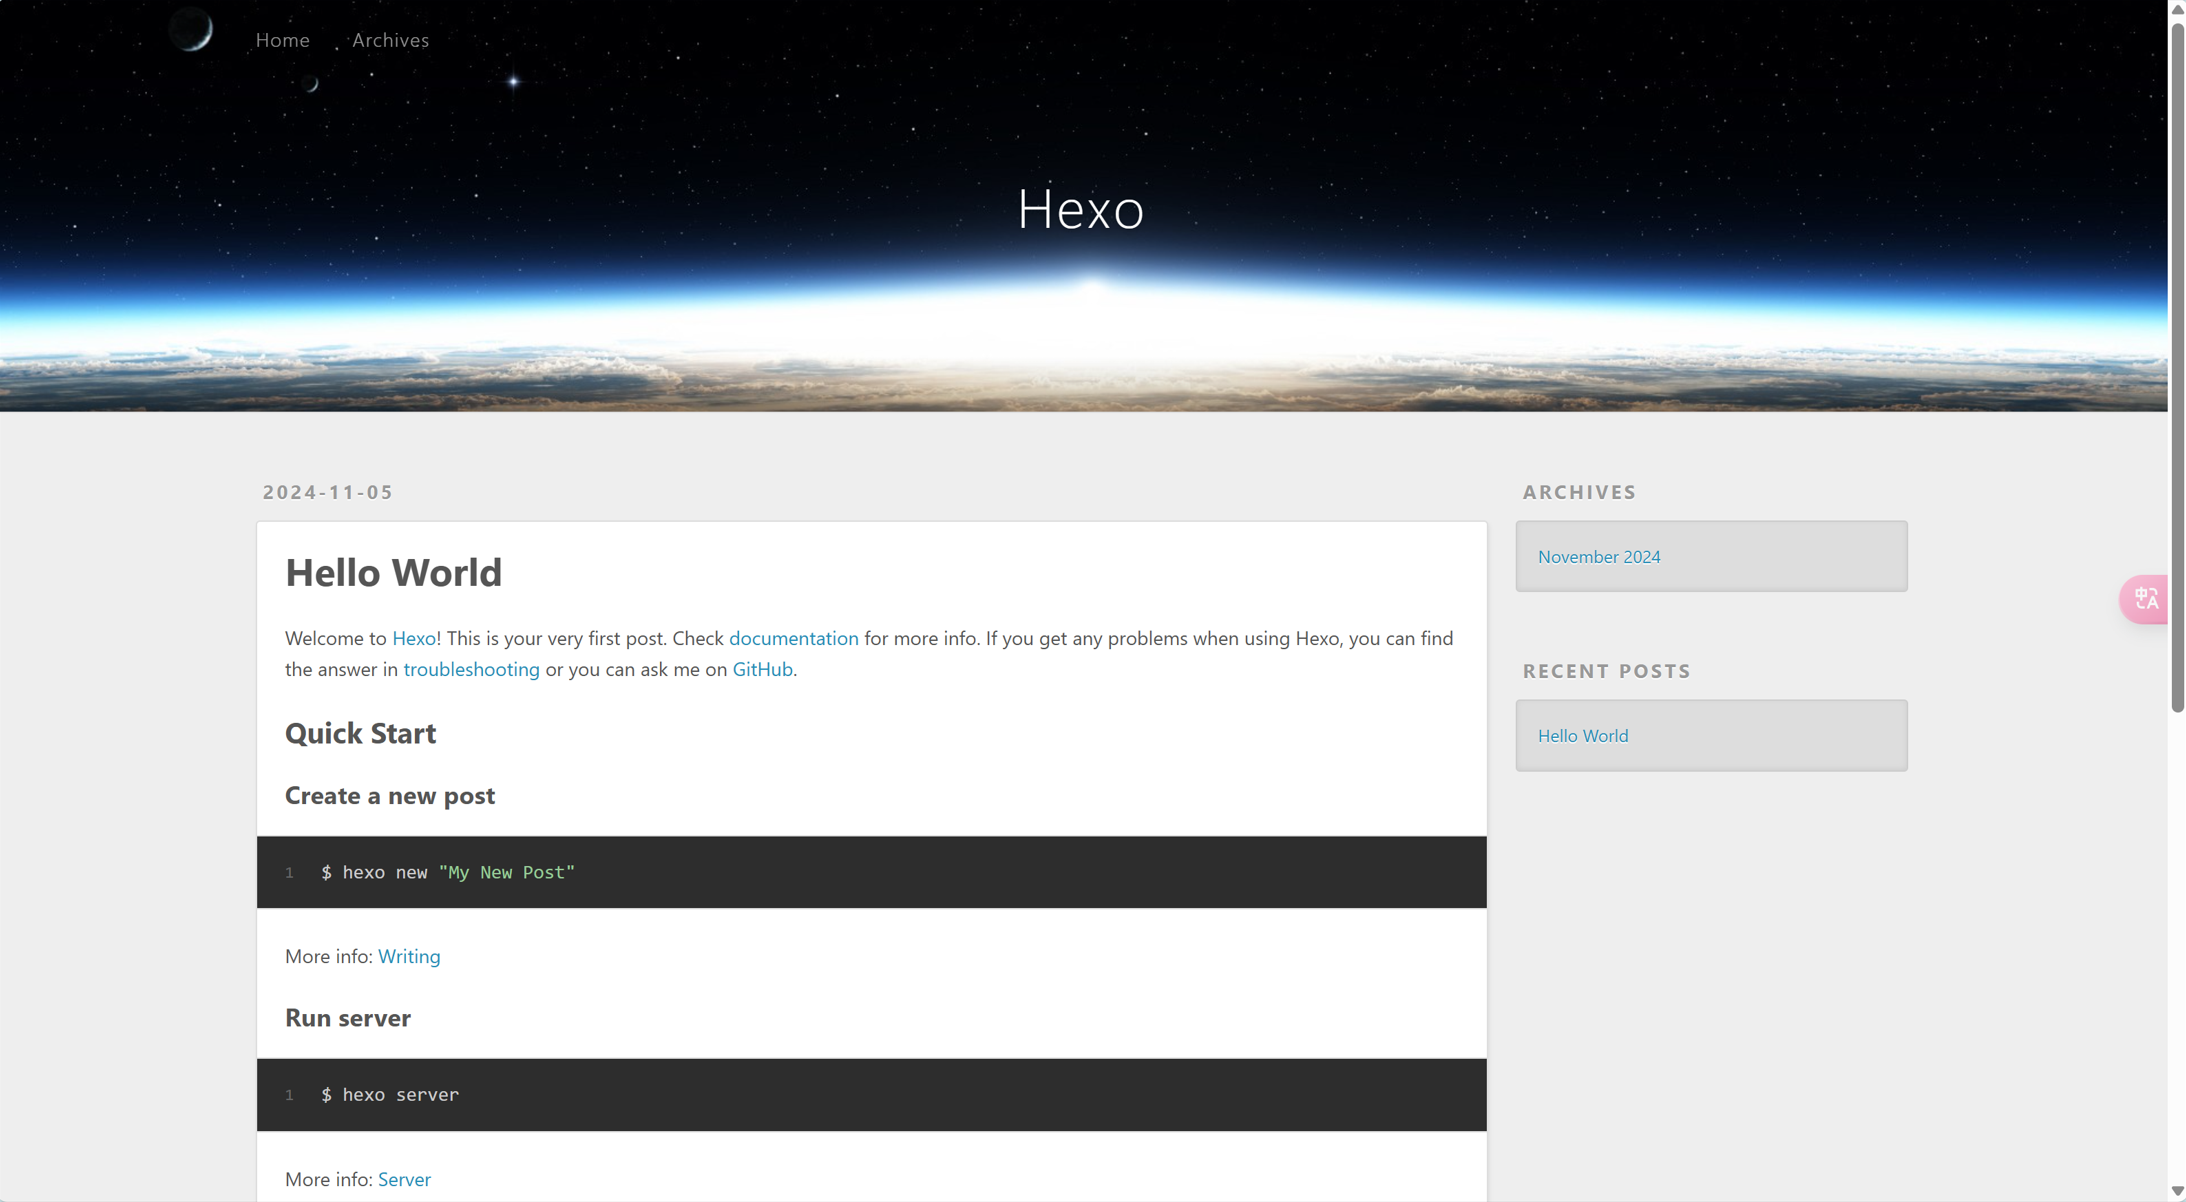 Home Archives
Hexo
2024-11-05
Hello World
Welcome to Hexo! This is your very first post. Check documentation for more info. If you get any problems when using Hexo, you can find
the answer in troubleshooting or you can ask me on GitHub.
Quick Start
Create a new post
1 $ hexo new "My New Post"
More info: Writing
Run server
1 $ hexo server
More info: Server
ARCHIVES
November 2024
RECENT POSTS
Hello World
中A